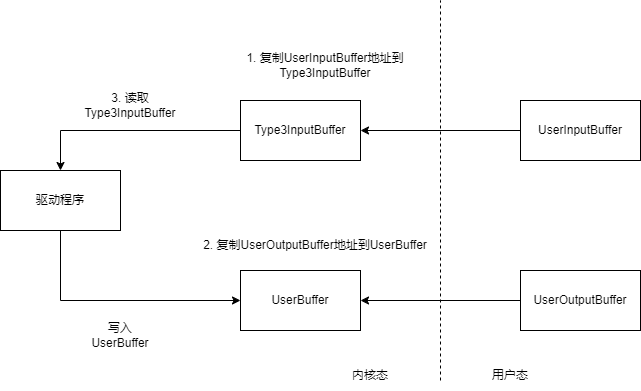 1. 复制UserInputBuffer地址到
Type3InputBuffer
3. 读取
Type3InputBuffer
Type3InputBuffer
UserInputBuffer
驱动程序
2. 复制UserOutputBuffer地址到UserBuffer
UserBuffer
UserOutputBuffer
写入
UserBuffer
内核态
用户态